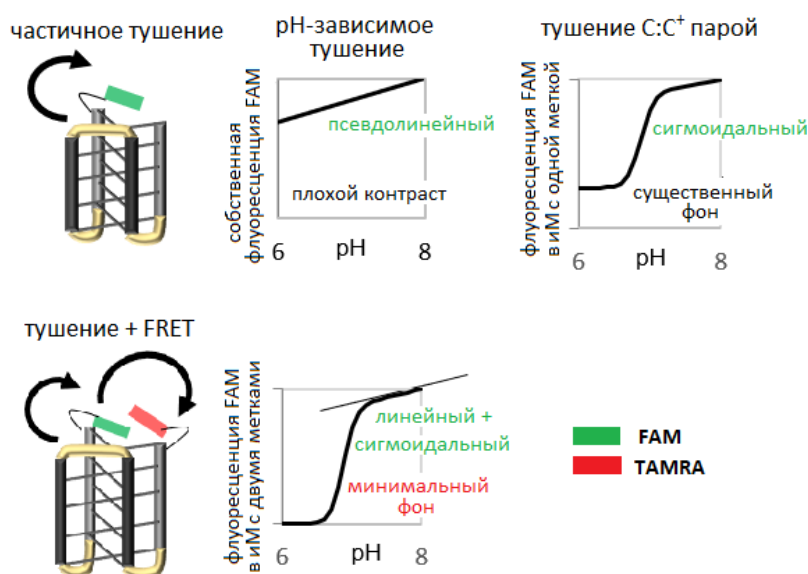 частичное тушение
pH-зависимое
тушение
тушение C:C⁺ парой
собственная
флуоресценция FAM
псевдолинейный
плохой контраст
6
pH
8
флуоресценция FAM
в иМ с одной меткой
сигмоидальный
существенный
фон
6
pH
8
тушение + FRET
флуоресценция FAM
в иМ с двумя метками
линейный +
сигмоидальный
минимальный
фон
6
pH
8
FAM
TAMRA